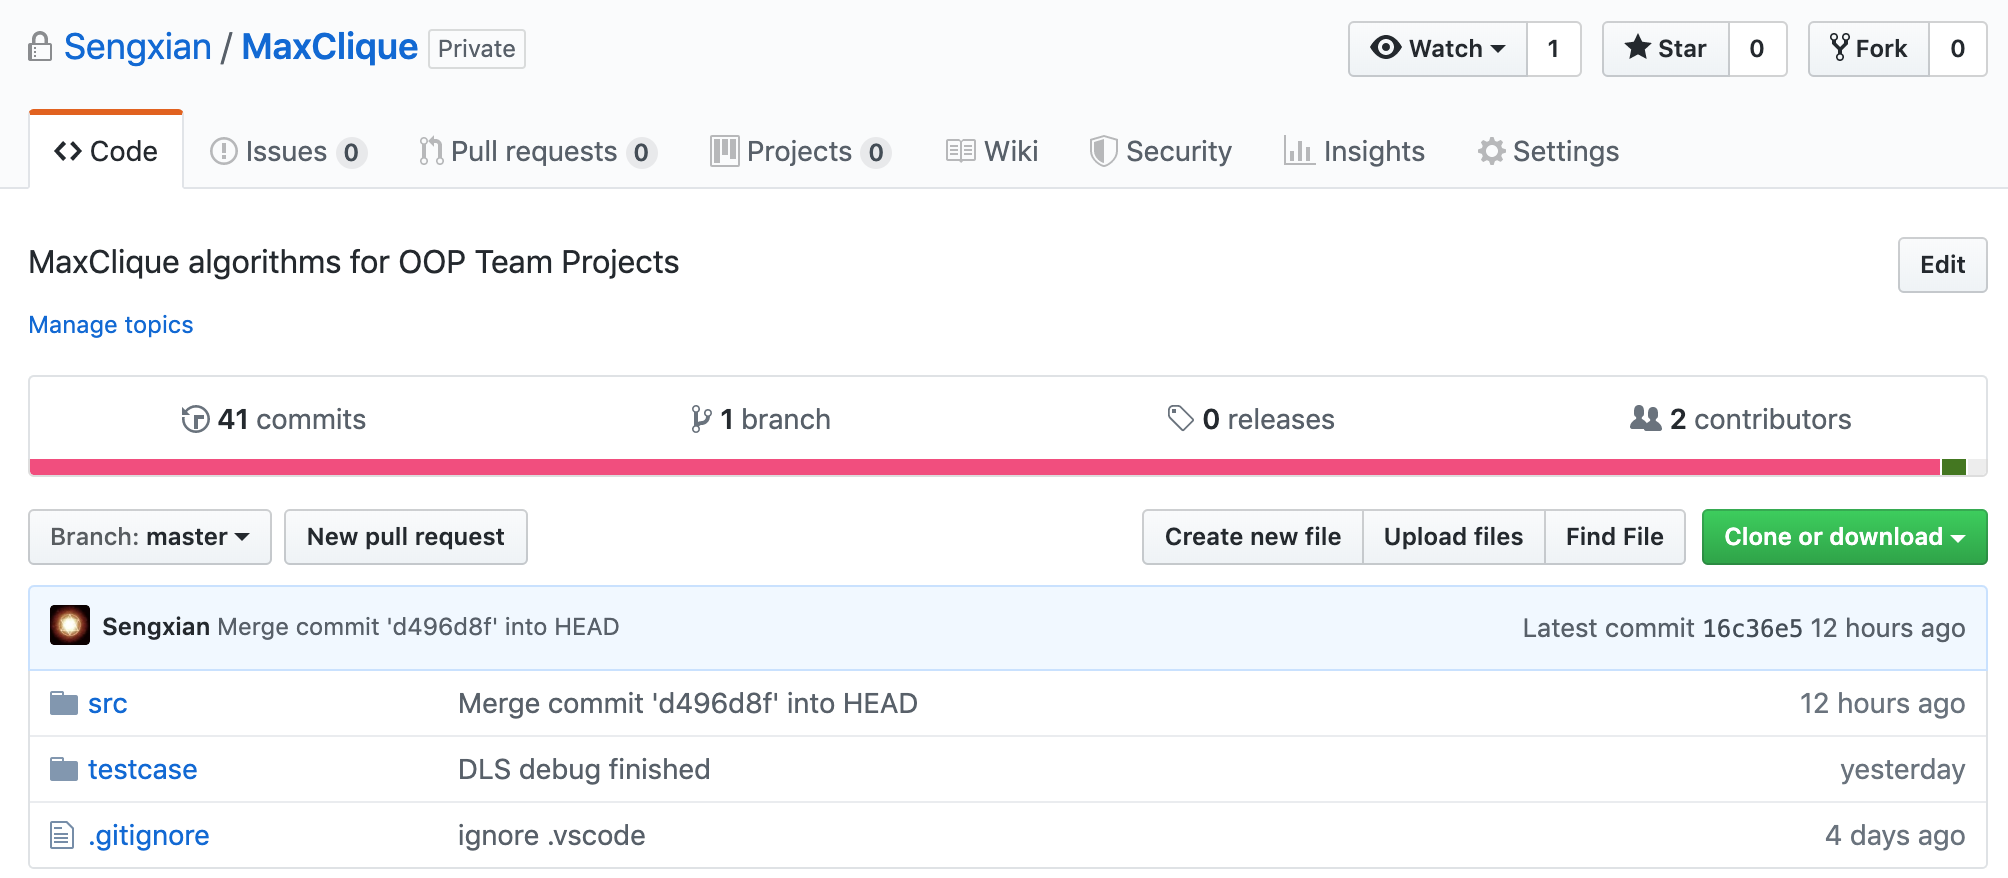 Sengxian / MaxClique Private Watch 1 Star 0 Fork 0
Code Issues 0 Pull requests 0 Projects 0 Wiki Security Insights Settings
MaxClique algorithms for OOP Team Projects Edit
Manage topics
41 commits 1 branch 0 releases 2 contributors
Branch: master New pull request Create new file Upload files Find File Clone or download
Sengxian Merge commit 'd496d8f' into HEAD Latest commit 16c36e5 12 hours ago
src Merge commit 'd496d8f' into HEAD 12 hours ago
testcase DLS debug finished yesterday
.gitignore ignore .vscode 4 days ago